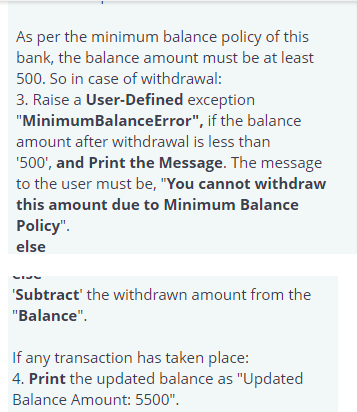 As per the minimum balance policy of this
bank, the balance amount must be at least
500. So in case of withdrawal:
3. Raise a User-Defined exception
"MinimumBalanceError", if the balance
amount after withdrawal is less than
'500', and Print the Message. The message
to the user must be, "You cannot withdraw
this amount due to Minimum Balance
Policy".
else
'Subtract' the withdrawn amount from the
"Balance".
If any transaction has taken place:
4. Print the updated balance as "Updated
Balance Amount: 5500".